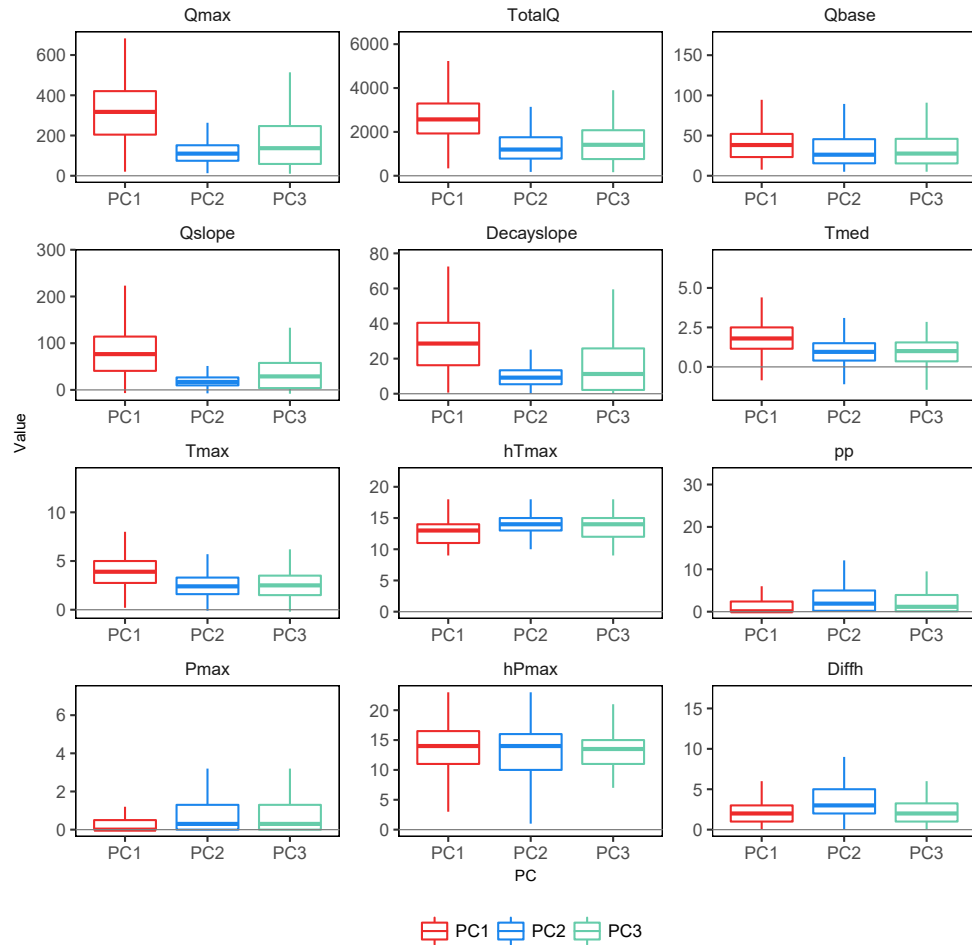 Qmax
TotalQ
Qbase
600
400
200
0
6000
4000
2000
0
150
100
50
0
PC1 PC2 PC3
PC1 PC2 PC3
PC1 PC2 PC3
Qslope
Decayslope
Tmed
300
200
100
0
80
60
40
20
0
5.0
2.5
0.0
PC1 PC2 PC3
PC1 PC2 PC3
PC1 PC2 PC3
Value
Tmax
hTmax
pp
10
5
0
20
15
10
5
0
30
20
10
0
PC1 PC2 PC3
PC1 PC2 PC3
PC1 PC2 PC3
Pmax
hPmax
Diffh
6
4
2
0
20
15
10
5
0
15
10
5
0
PC1 PC2 PC3
PC1 PC2 PC3
PC1 PC2 PC3
PC
PC1 PC2 PC3